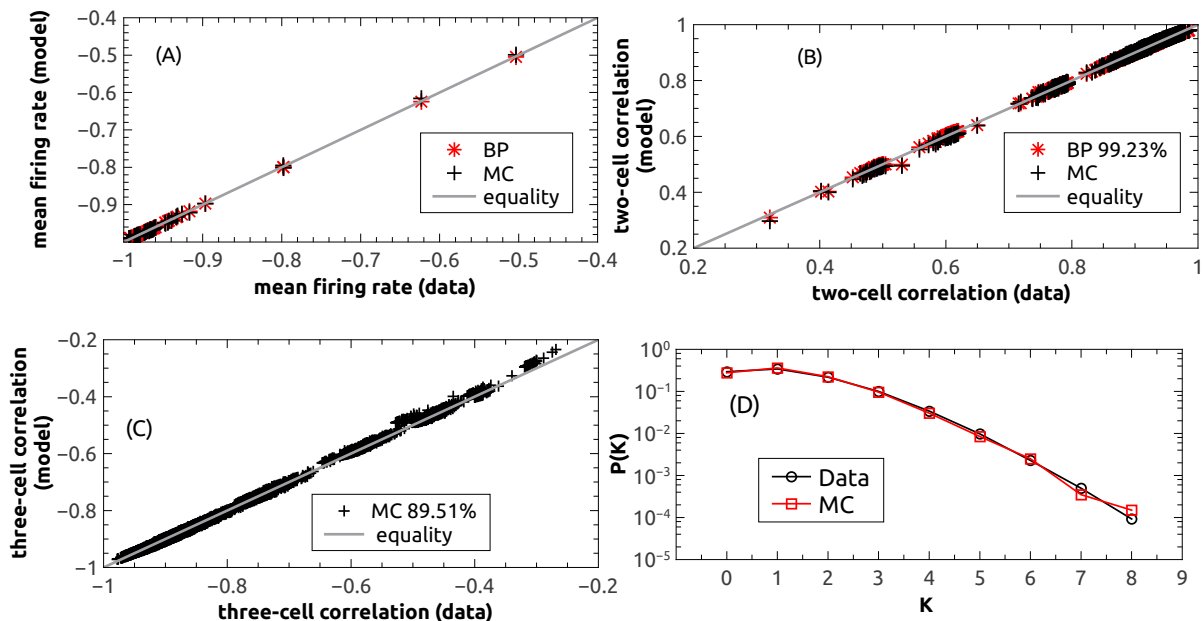 (A)
mean firing rate (model)
−0.4
−0.5
−0.6
−0.7
−0.8
−0.9
BP
MC
equality
−1 −0.9 −0.8 −0.7 −0.6 −0.5 −0.4
mean firing rate (data)
(B)
two-cell correlation
(model)
1
0.8
0.6
0.4
0.2
BP 99.23%
MC
equality
0.2 0.4 0.6 0.8 1
two-cell correlation (data)
(C)
three-cell correlation
(model)
−0.2
−0.4
−0.6
−0.8
−1
MC 89.51%
equality
−1 −0.8 −0.6 −0.4 −0.2
three-cell correlation (data)
(D)
P(K)
10⁰
10⁻¹
10⁻²
10⁻³
10⁻⁴
10⁻⁵
Data
MC
0 1 2 3 4 5 6 7 8 9
K